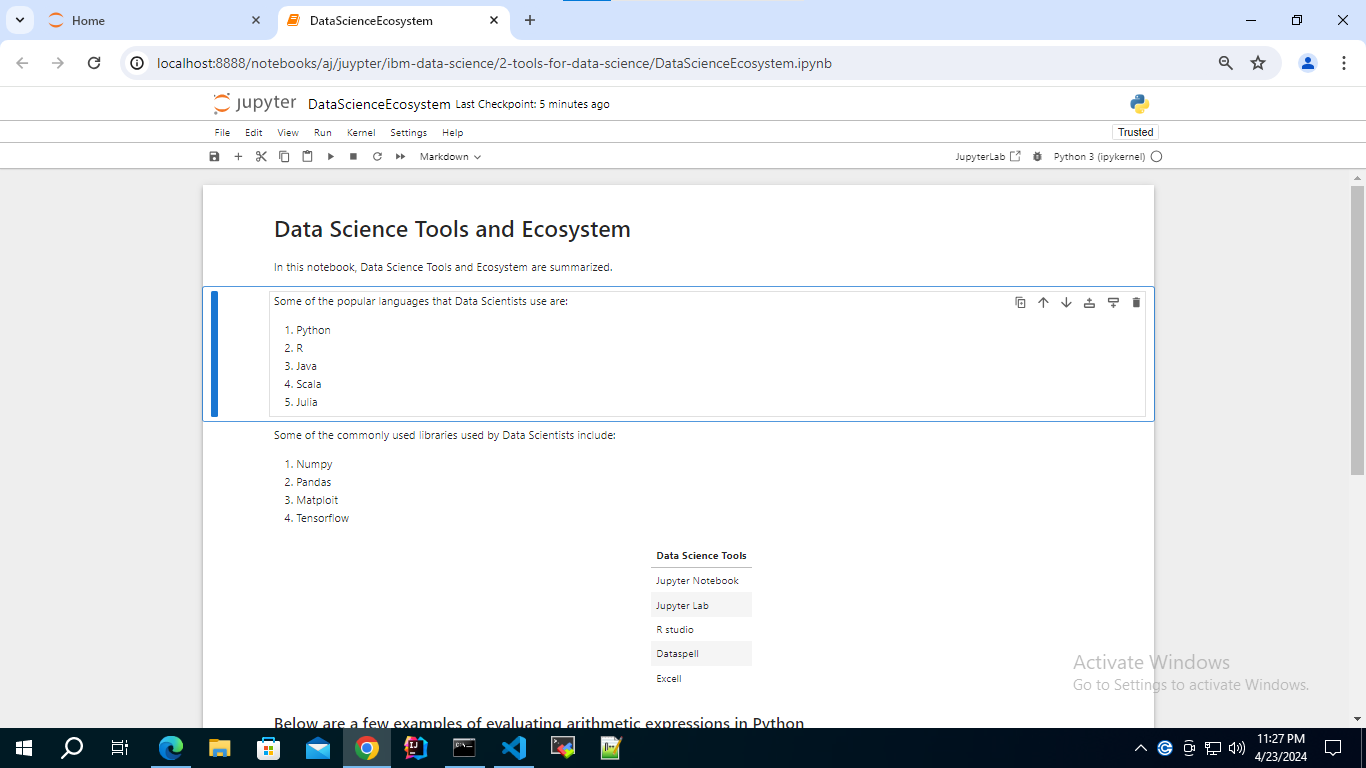 Home
DataScienceEcosystem
localhost:8888/notebooks/aj/juypter/ibm-data-science/2-tools-for-data-science/DataScienceEcosystem.ipynb
jupyter DataScienceEcosystem Last Checkpoint: 5 minutes ago
File Edit View Run Kernel Settings Help Trusted
Markdown JupyterLab Python 3 (ipykernel)
Data Science Tools and Ecosystem
In this notebook, Data Science Tools and Ecosystem are summarized.
Some of the popular languages that Data Scientists use are:
1. Python
2. R
3. Java
4. Scala
5. Julia
Some of the commonly used libraries used by Data Scientists include:
1. Numpy
2. Pandas
3. Matploit
4. Tensorflow
Data Science Tools
Jupyter Notebook
Jupyter Lab
R studio
Dataspell
Excell
Below are a few examples of evaluating arithmetic expressions in Python
Activate Windows
Go to Settings to activate Windows.
11:27 PM
4/23/2024